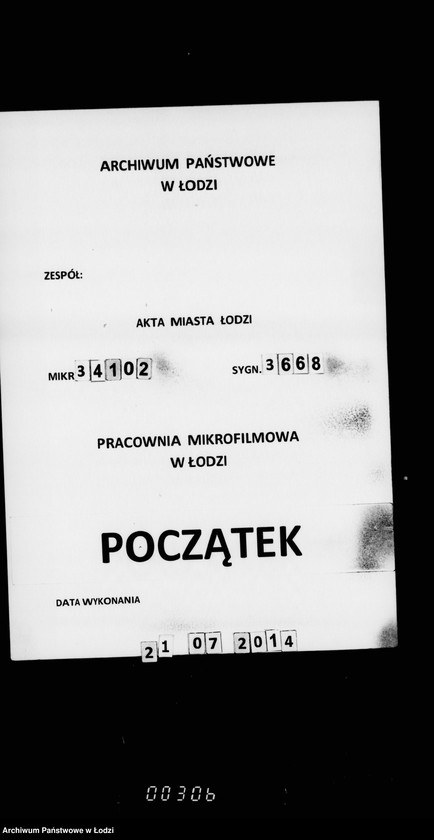 ARCHIWUM PAŃSTWOWE
W ŁODZI
ZESPÓŁ:
AKTA MIASTA ŁODZI
MIKR 34102 SYGN. 3668
PRACOWNIA MIKROFILMOWA
W ŁODZI
POCZĄTEK
DATA WYKONANIA
21 07 2014
00306
Archiwum Państwowe w Łodzi